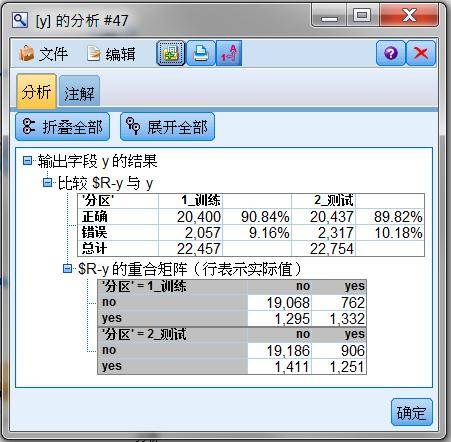 [y] 的分析 #47
文件 编辑
分析 注解
折叠全部 展开全部
输出字段 y 的结果
比较 $R-y 与 y
'分区' 1_训练 2_测试
正确 20,400 90.84% 20,437 89.82%
错误 2,057 9.16% 2,317 10.18%
总计 22,457 22,754
$R-y 的重合矩阵（行表示实际值）
'分区' = 1_训练 no yes
no 19,068 762
yes 1,295 1,332
'分区' = 2_测试 no yes
no 19,186 906
yes 1,411 1,251
确定